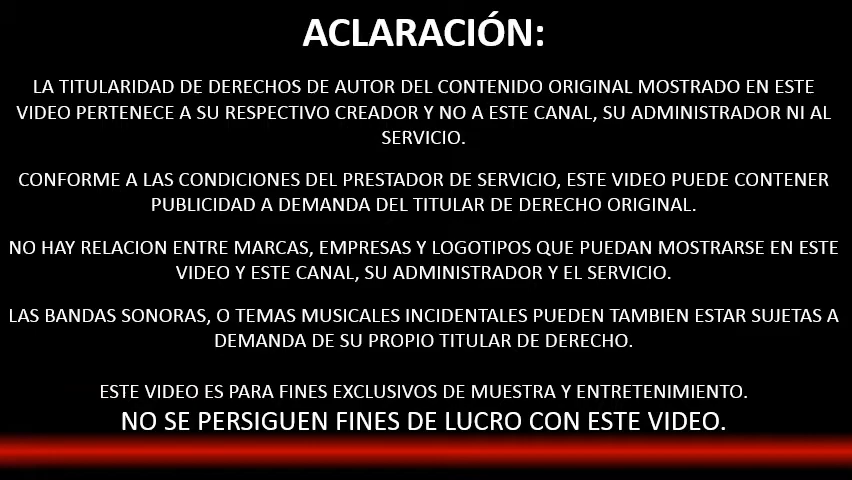 ACLARACIÓN:
LA TITULARIDAD DE DERECHOS DE AUTOR DEL CONTENIDO ORIGINAL MOSTRADO EN ESTE
VIDEO PERTENECE A SU RESPECTIVO CREADOR Y NO A ESTE CANAL, SU ADMINISTRADOR NI AL
SERVICIO.
CONFORME A LAS CONDICIONES DEL PRESTADOR DE SERVICIO, ESTE VIDEO PUEDE CONTENER
PUBLICIDAD A DEMANDA DEL TITULAR DE DERECHO ORIGINAL.
NO HAY RELACION ENTRE MARCAS, EMPRESAS Y LOGOTIPOS QUE PUEDAN MOSTRARSE EN ESTE
VIDEO Y ESTE CANAL, SU ADMINISTRADOR Y EL SERVICIO.
LAS BANDAS SONORAS, O TEMAS MUSICALES INCIDENTALES PUEDEN TAMBIEN ESTAR SUJETAS A
DEMANDA DE SU PROPIO TITULAR DE DERECHO.
ESTE VIDEO ES PARA FINES EXCLUSIVOS DE MUESTRA Y ENTRETENIMIENTO.
NO SE PERSIGUEN FINES DE LUCRO CON ESTE VIDEO.